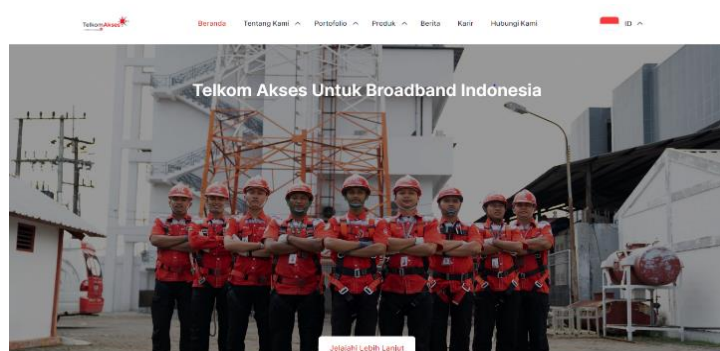 TelkomAkses
Beranda Tentang Kami Portofolio Produk Berita Karir Hubungi Kami ID
Telkom Akses Untuk Broadband Indonesia
Jelajahi Lebih Lanjut